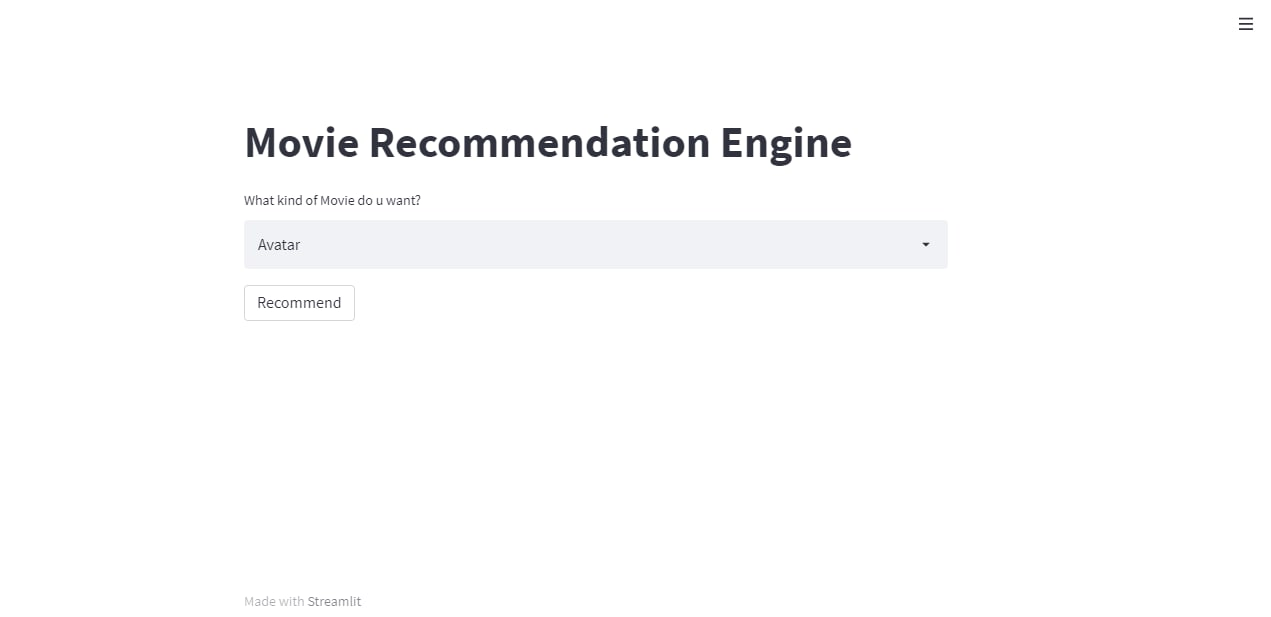 Movie Recommendation Engine
What kind of Movie do u want?
Avatar
Recommend
Made with Streamlit